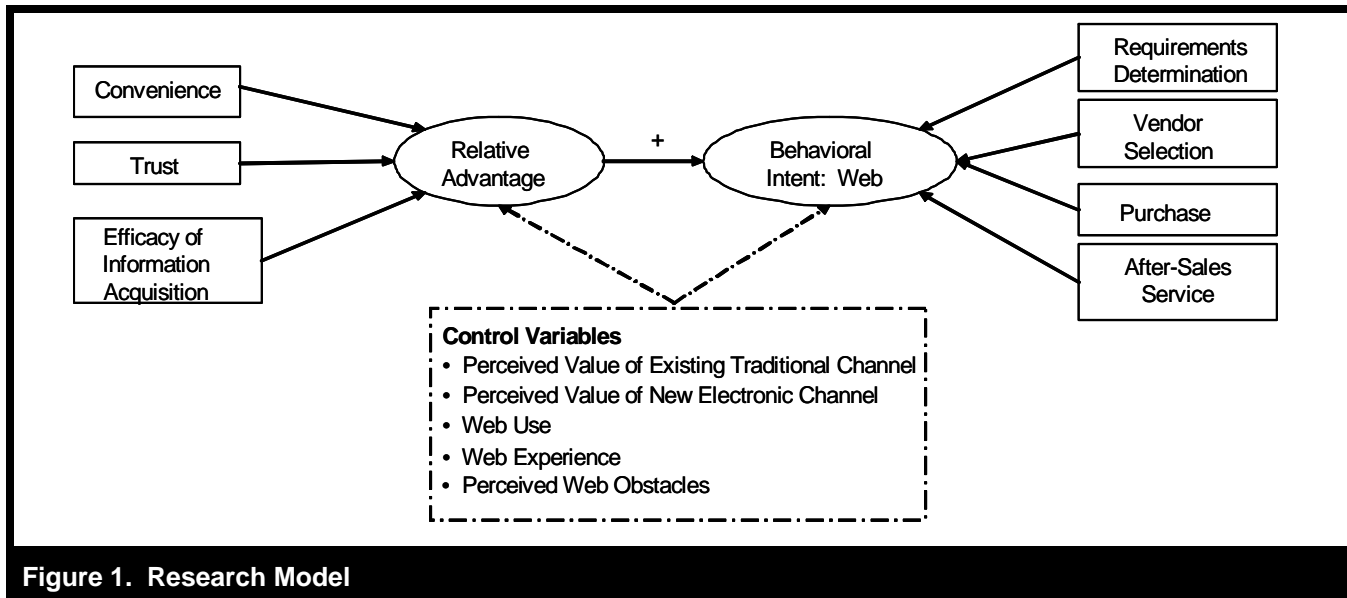 Convenience
Trust
Efficacy of
Information
Acquisition
Relative
Advantage
+
Behavioral
Intent: Web
Requirements
Determination
Vendor
Selection
Purchase
After-Sales
Service
Control Variables
• Perceived Value of Existing Traditional Channel
• Perceived Value of New Electronic Channel
• Web Use
• Web Experience
• Perceived Web Obstacles
Figure 1. Research Model